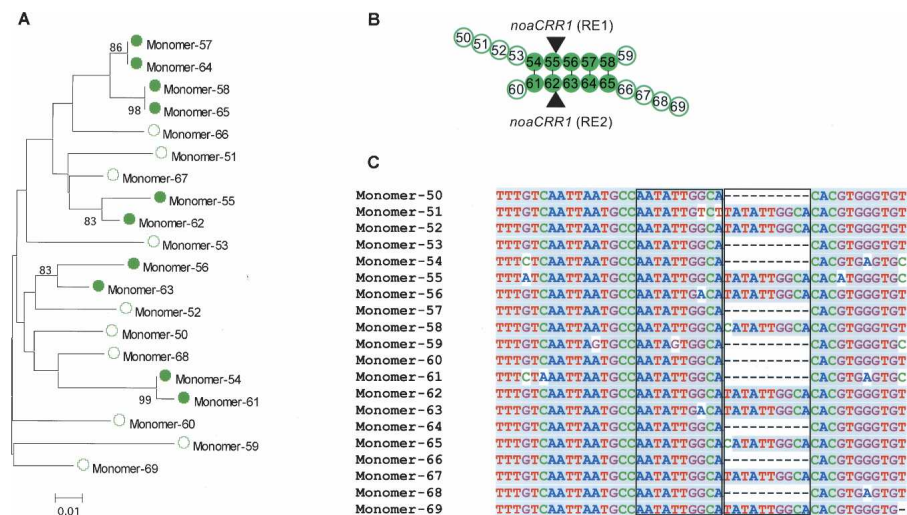 A
86
Monomer-57
Monomer-64
Monomer-58
98
Monomer-65
Monomer-66
Monomer-51
Monomer-67
Monomer-55
83
Monomer-62
Monomer-53
Monomer-56
83
Monomer-63
Monomer-52
Monomer-50
Monomer-68
Monomer-54
99
Monomer-61
Monomer-60
Monomer-59
Monomer-69
0.01
B
noaCRR1 (RE1)
50 51 52 53 54 55 56 57 58 59
60 61 62 63 64 65 66 67 68 69
noaCRR1 (RE2)
C
Monomer-50 TTTGTCAATTAATGCCAATATTGGCA----------CACGTGGGTGT
Monomer-51 TTTGTCAATTAATGCCAATATTGTCTTATATTGGCACACGTGGGTGT
Monomer-52 TTTGTCAATTAATGCCAATATTGGCATATATTGGCACACGTGGGTGT
Monomer-53 TTTGTCAATTAATGCCAATATTGGCA----------CACGTGGGTGT
Monomer-54 TTTCTCAATTAATGCCAATATTGGCA----------CACGTGAGTGC
Monomer-55 TTTATCAATTAATGCCAATATTGGCATATATTGGCACACATGGGTGC
Monomer-56 TTTGTCAATTAATGCCAATATTGACATATATTGGCACACGTGGGTGT
Monomer-57 TTTGTCAATTAATGCCAATATTGGCA----------CACGTGGGTGT
Monomer-58 TTTGTCAATTAATGCCAATATTGGCACATATTGGCACACGTGGGTGT
Monomer-59 TTTGTCAATTAGTGCCAATAGTGGCA----------CACGTGGGTGC
Monomer-60 TTTGTCAATTAATGCCAATATTGGCA----------CACGTGGGTGT
Monomer-61 TTTCTAAATTAATGCCAATATTGGCA----------CACGTGAGTGC
Monomer-62 TTTGTCAATTAATGCCAATATTGGCATATATTGGCACACGTGGGTGC
Monomer-63 TTTGTCAATTAATGCCAATATTGACATATATTGGCACACGTGGGTGT
Monomer-64 TTTGTCAATTAATGCCAATATTGGCA----------CACGTGGGTGT
Monomer-65 TTTGTCAATTAATGCCAATATTGGCACATATTGGCACACGTGGGTGT
Monomer-66 TTTGTCAATTAATGCCAATATTGGCA----------CACGTGGGTGT
Monomer-67 TTTGTCAATTAATGCCAATATTGGCATATATTGGCACACGTGGGTGT
Monomer-68 TTTGTCAATTAATGCCAATATTGGCA----------CACGTGAGTGT
Monomer-69 TTTGTCAATTAATGCCAATATTGGCATATATTGGCACACGTGGGTG-